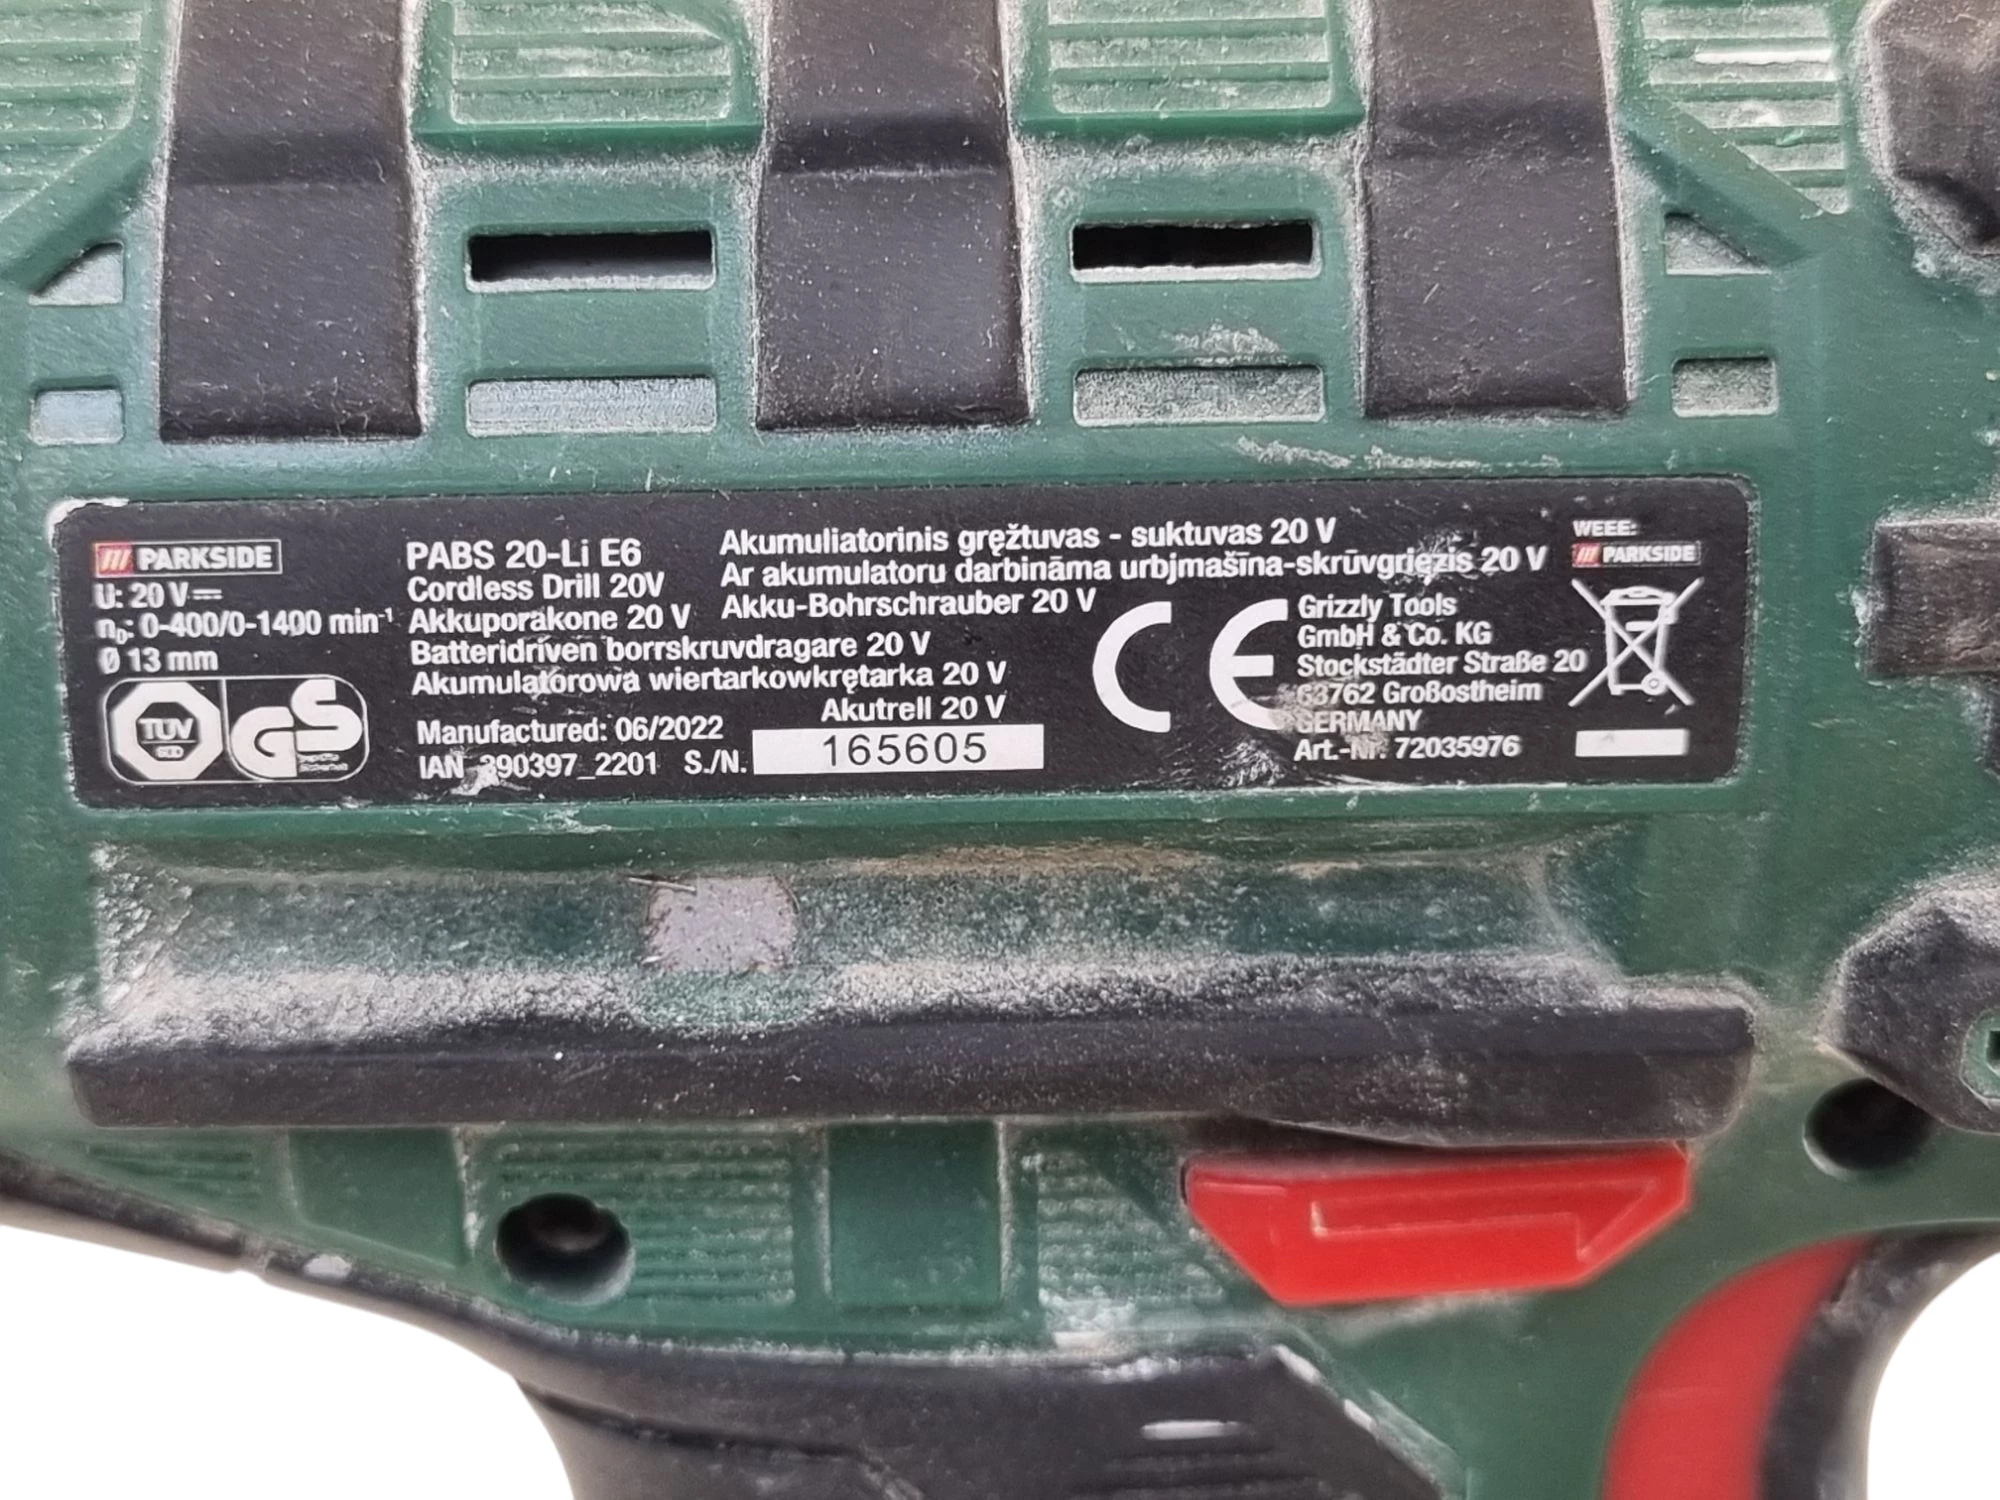 PARKSIDE
U: 20 V
n₀: 0-400/0-1400 min⁻¹
Ø 13 mm
TÜV
SÜD
GS
PABS 20-Li E6
Cordless Drill 20V
Akkuporakone 20 V
Batteridriven borrskruvdragare 20 V
Akumulatorowa wiertarkowkrętarka 20 V
Akutrell 20 V
Manufactured: 06/2022
IAN 390397_2201 S./N. 165605
Akumuliatorinis gręžtuvas - suktuvas 20 V
Ar akumulatoru darbināma urbjmašīna-skrūvgriezis 20 V
Akku-Bohrschrauber 20 V
CE
Grizzly Tools
GmbH & Co. KG
Stockstädter Straße 20
63762 Großostheim
GERMANY
Art.-Nr. 72035976
WEEE:
PARKSIDE